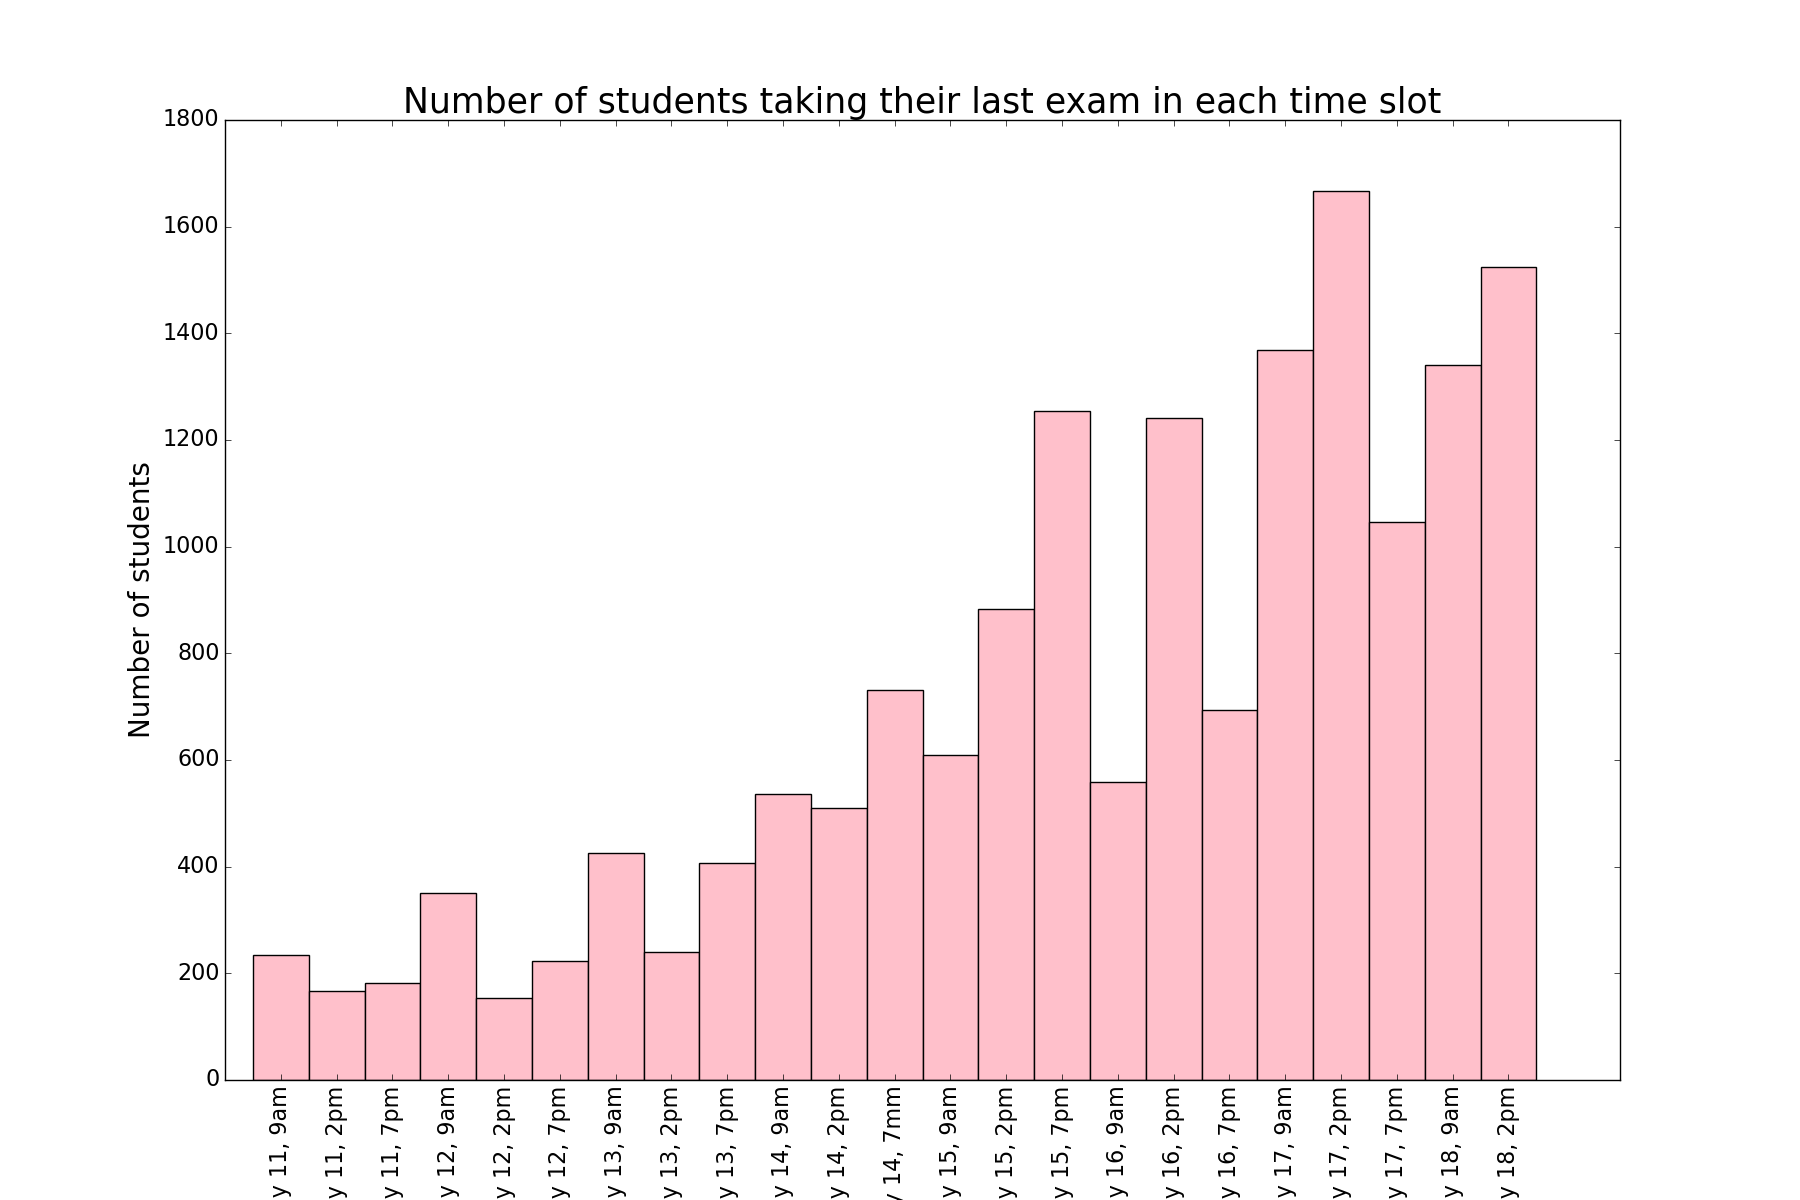 Number of students taking their last exam in each time slot
Number of students
1800
1600
1400
1200
1000
800
600
400
200
0
y 11, 9am
y 11, 2pm
y 11, 7pm
y 12, 9am
y 12, 2pm
y 12, 7pm
y 13, 9am
y 13, 2pm
y 13, 7pm
y 14, 9am
y 14, 2pm
y 14, 7mm
y 15, 9am
y 15, 2pm
y 15, 7pm
y 16, 9am
y 16, 2pm
y 16, 7pm
y 17, 9am
y 17, 2pm
y 17, 7pm
y 18, 9am
y 18, 2pm